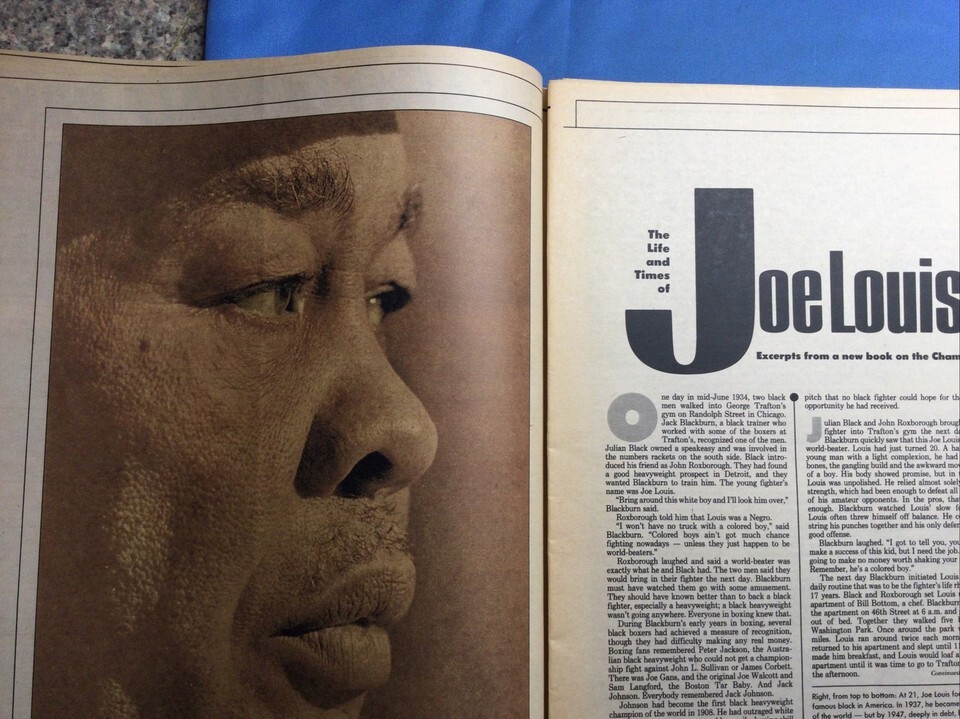 The
Life
and
Times
of
Joe Louis
Excerpts from a new book on the Cham
One day in mid-June 1934, two black
men walked into George Trafton's
gym on Randolph Street in Chicago.
Jack Blackburn, a black trainer who
worked with some of the boxers at
Trafton's, recognized one of the men.
Julian Black owned a speakeasy and was involved in
the numbers rackets on the south side. Black intro-
duced his friend as John Roxborough. They had found
a good heavyweight prospect in Detroit, and they
wanted Blackburn to train him. The young fighter's
name was Joe Louis.
"Bring around this white boy and I'll look him over,"
Blackburn said.
Roxborough told him that Louis was a Negro.
"I won't have no truck with a colored boy," said
Blackburn. "Colored boys ain't got much chance
fighting nowadays — unless they just happen to be
world-beaters."
Roxborough laughed and said a world-beater was
exactly what he and Black had. The two men said they
would bring in their fighter the next day. Blackburn
must have watched them go with some amusement.
They should have known better than to back a black
fighter, especially a heavyweight; a black heavyweight
wasn't going anywhere. Everyone in boxing knew that.
During Blackburn's early years in boxing, several
black boxers had achieved a measure of recognition,
though they had difficulty making any real money.
Boxing fans remembered Peter Jackson, the Austra-
lian black heavyweight who could not get a champion-
ship fight against John L. Sullivan or James Corbett.
There was Joe Gans, and the original Joe Walcott and
Sam Langford, the Boston Tar Baby. And Jack
Johnson. Everybody remembered Jack Johnson.
Johnson had become the first black heavyweight
champion of the world in 1908. He had outraged white
pitch that no black fighter could hope for th
opportunity he had received.
Julian Black and John Roxborough broug
fighter into Trafton's gym the next d
Blackburn quickly saw that this Joe Loui
world-beater. Louis had just turned 20. A ha
young man with a light complexion, he had
bones, the gangling build and the awkward mo
of a boy. His body showed promise, but in
Louis was unpolished. He relied almost solel
strength, which had been enough to defeat all
of his amateur opponents. In the pros, tha
enough. Blackburn watched Louis' slow f
Louis often threw himself off balance. He c
string his punches together and his only defen
good offense.
Blackburn laughed. "I got to tell you, you
make a success of this kid, but I need the job.
going to make no money worth shaking your
Remember, he's a colored boy."
The next day Blackburn initiated Louis
daily routine that was to be the fighter's life
17 years. Black and Roxborough set Louis
apartment of Bill Bottom, a chef. Blackburn
the apartment on 46th Street at 6 a.m. and
out of bed. Together they walked five
Washington Park. Once around the park
miles. Louis ran around twice each morn
returned to his apartment and slept until 1
made him breakfast, and Louis would loaf a
apartment until it was time to go to Trafto
the afternoon.
Continued
Right, from top to bottom: At 21, Joe Louis
famous black in America. In 1937, he becam
of the world — but by 1947, deeply in debt,